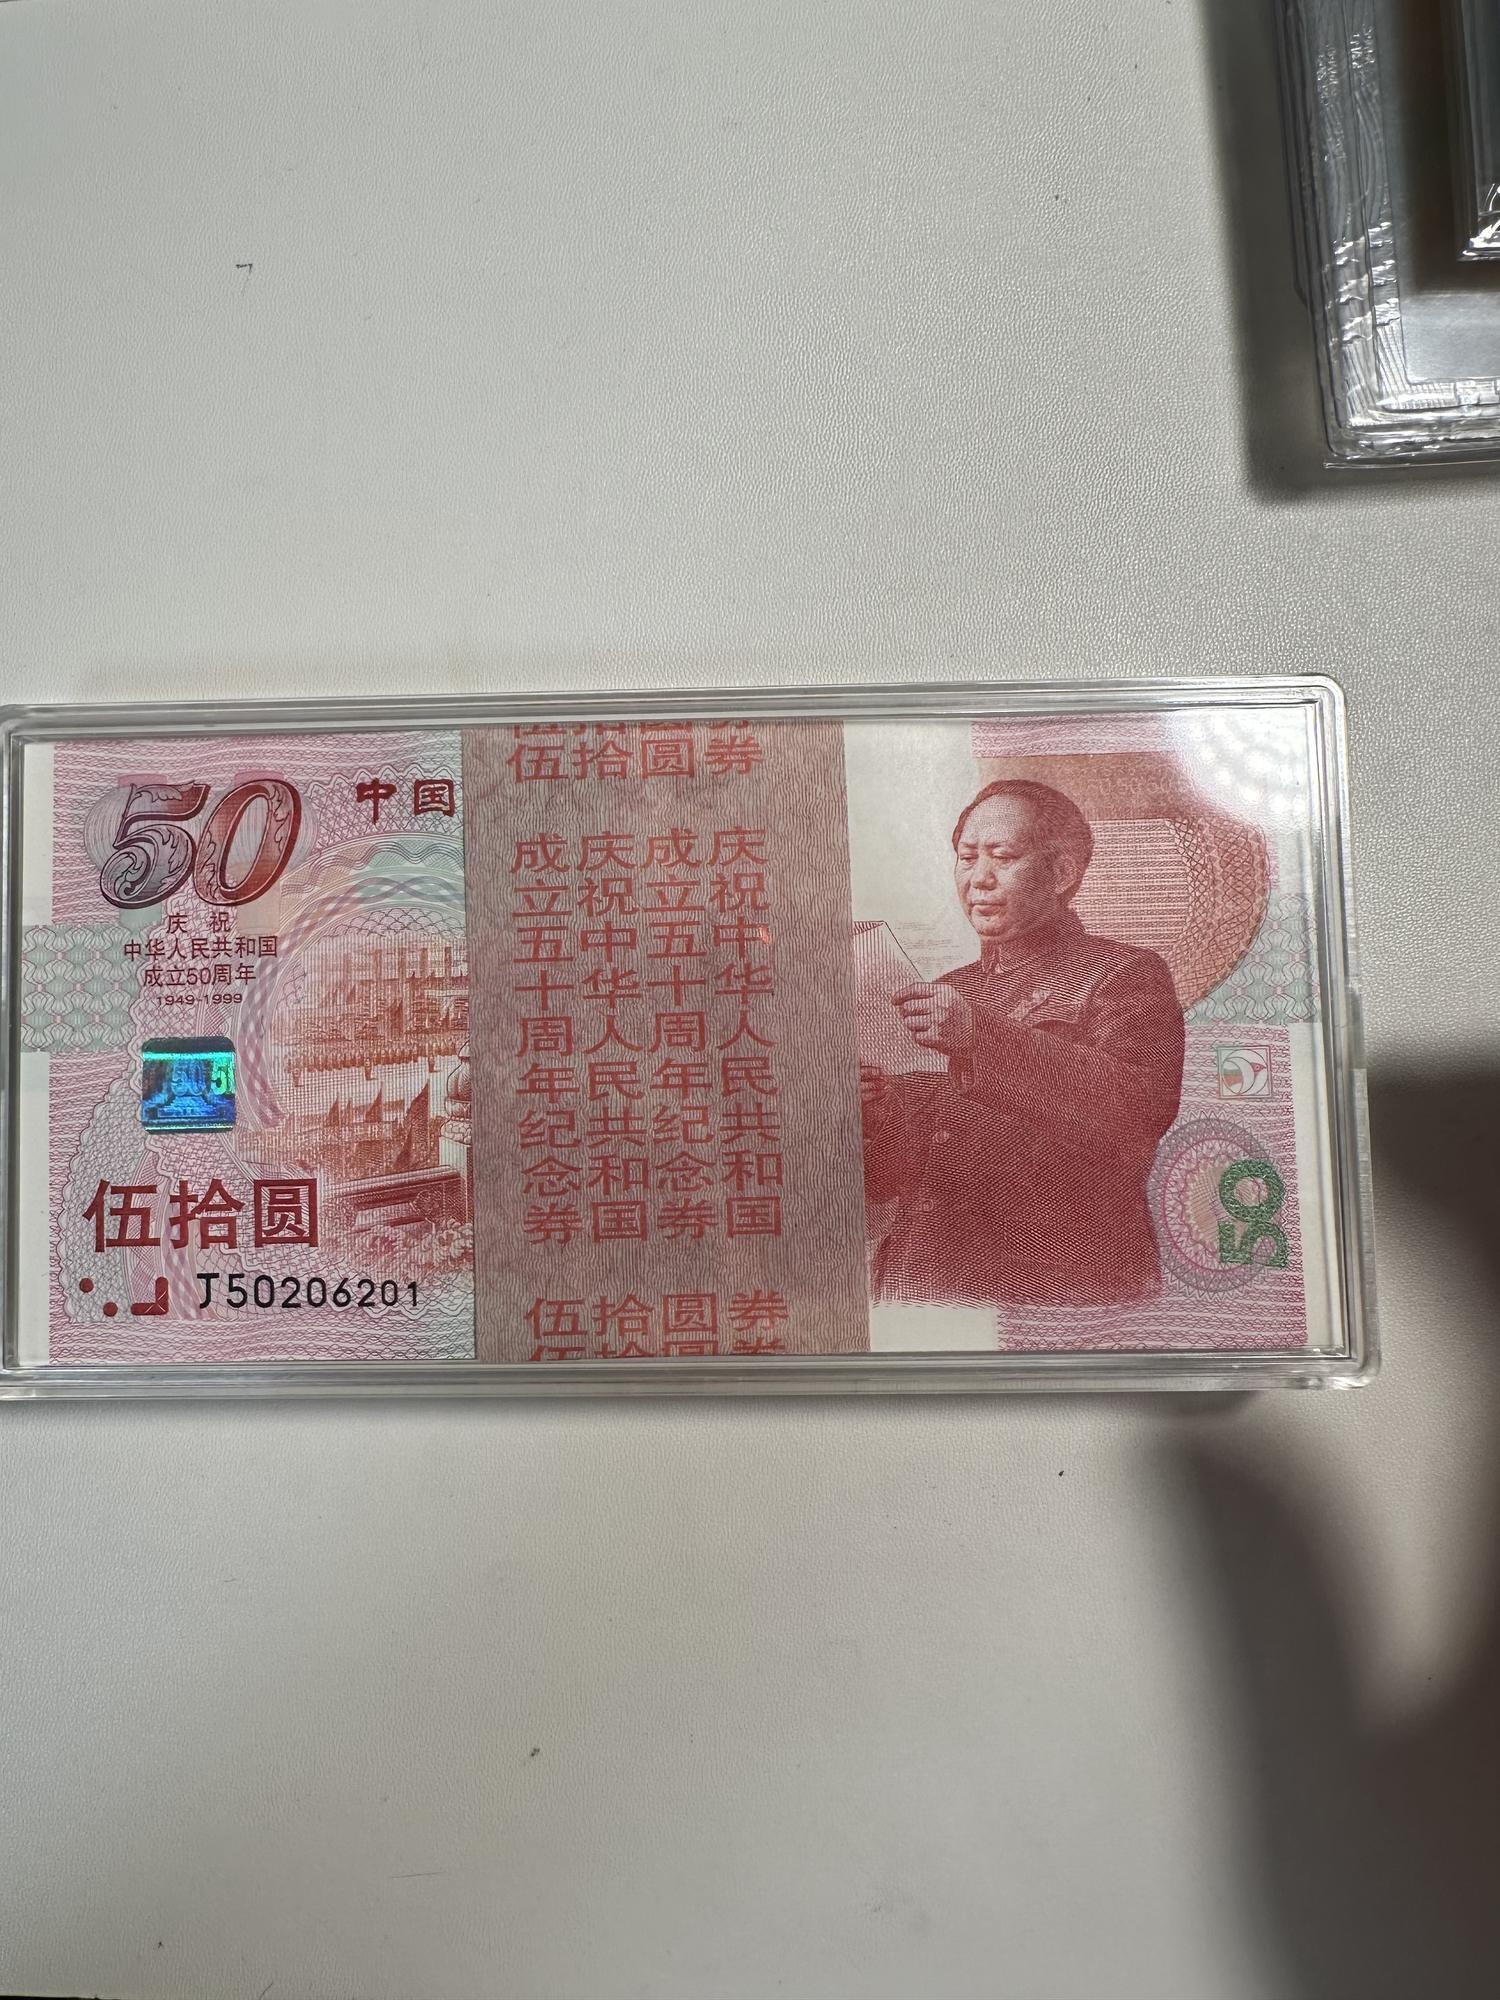 50
中国
庆祝
中华人民共和国
成立50周年
1949-1999
505
伍拾圆
J50206201
伍拾圆券
庆祝中华人民共和国
成立五十周年纪念券
庆祝中华人民共和国
成立五十周年纪念券
伍拾圆券
50